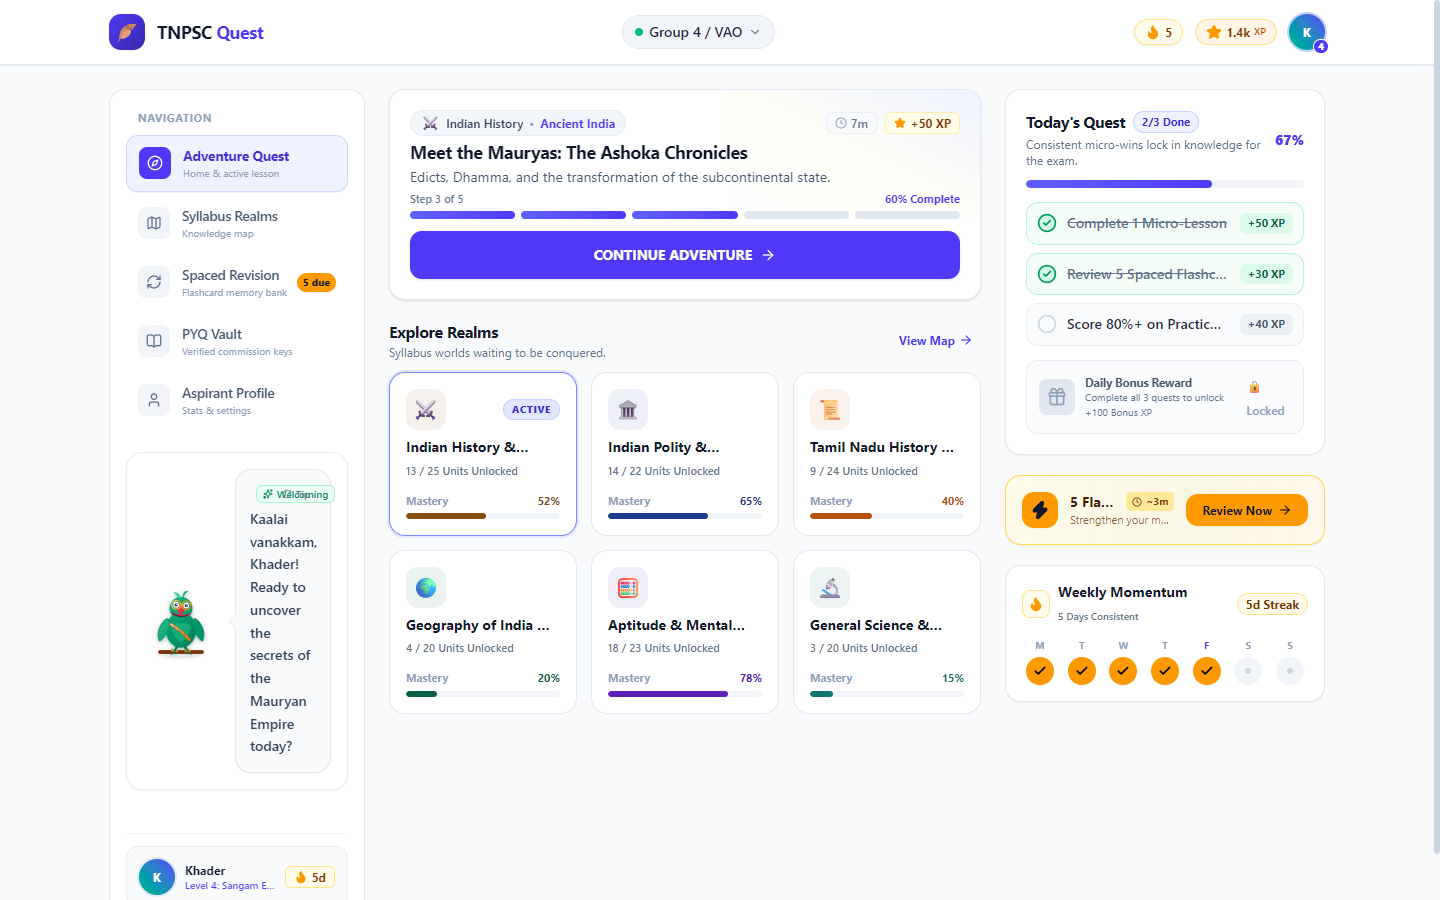 TNPSC Quest
Group 4 / VAO
5
1.4k XP
K
4
NAVIGATION
Adventure Quest
Home & active lesson
Syllabus Realms
Knowledge map
Spaced Revision
Flashcard memory bank
5 due
PYQ Vault
Verified commission keys
Aspirant Profile
Stats & settings
Welcoming
Kaalai
vanakkam,
Khader!
Ready to
uncover
the
secrets of
the
Mauryan
Empire
today?
K
Khader
Level 4: Sangam E...
5d
Indian History • Ancient India
7m
+50 XP
Meet the Mauryas: The Ashoka Chronicles
Edicts, Dhamma, and the transformation of the subcontinental state.
Step 3 of 5
60% Complete
CONTINUE ADVENTURE
Explore Realms
Syllabus worlds waiting to be conquered.
View Map
ACTIVE
Indian History &...
13 / 25 Units Unlocked
Mastery 52%
Indian Polity &...
14 / 22 Units Unlocked
Mastery 65%
Tamil Nadu History ...
9 / 24 Units Unlocked
Mastery 40%
Geography of India ...
4 / 20 Units Unlocked
Mastery 20%
Aptitude & Mental...
18 / 23 Units Unlocked
Mastery 78%
General Science &...
3 / 20 Units Unlocked
Mastery 15%
Today's Quest
2/3 Done
Consistent micro-wins lock in knowledge for
the exam.
67%
Complete 1 Micro-Lesson
+50 XP
Review 5 Spaced Flashc...
+30 XP
Score 80%+ on Practic...
+40 XP
Daily Bonus Reward
Complete all 3 quests to unlock
+100 Bonus XP
Locked
5 Fla...
~3m
Strengthen your m...
Review Now
Weekly Momentum
5 Days Consistent
5d Streak
M T W T F S S